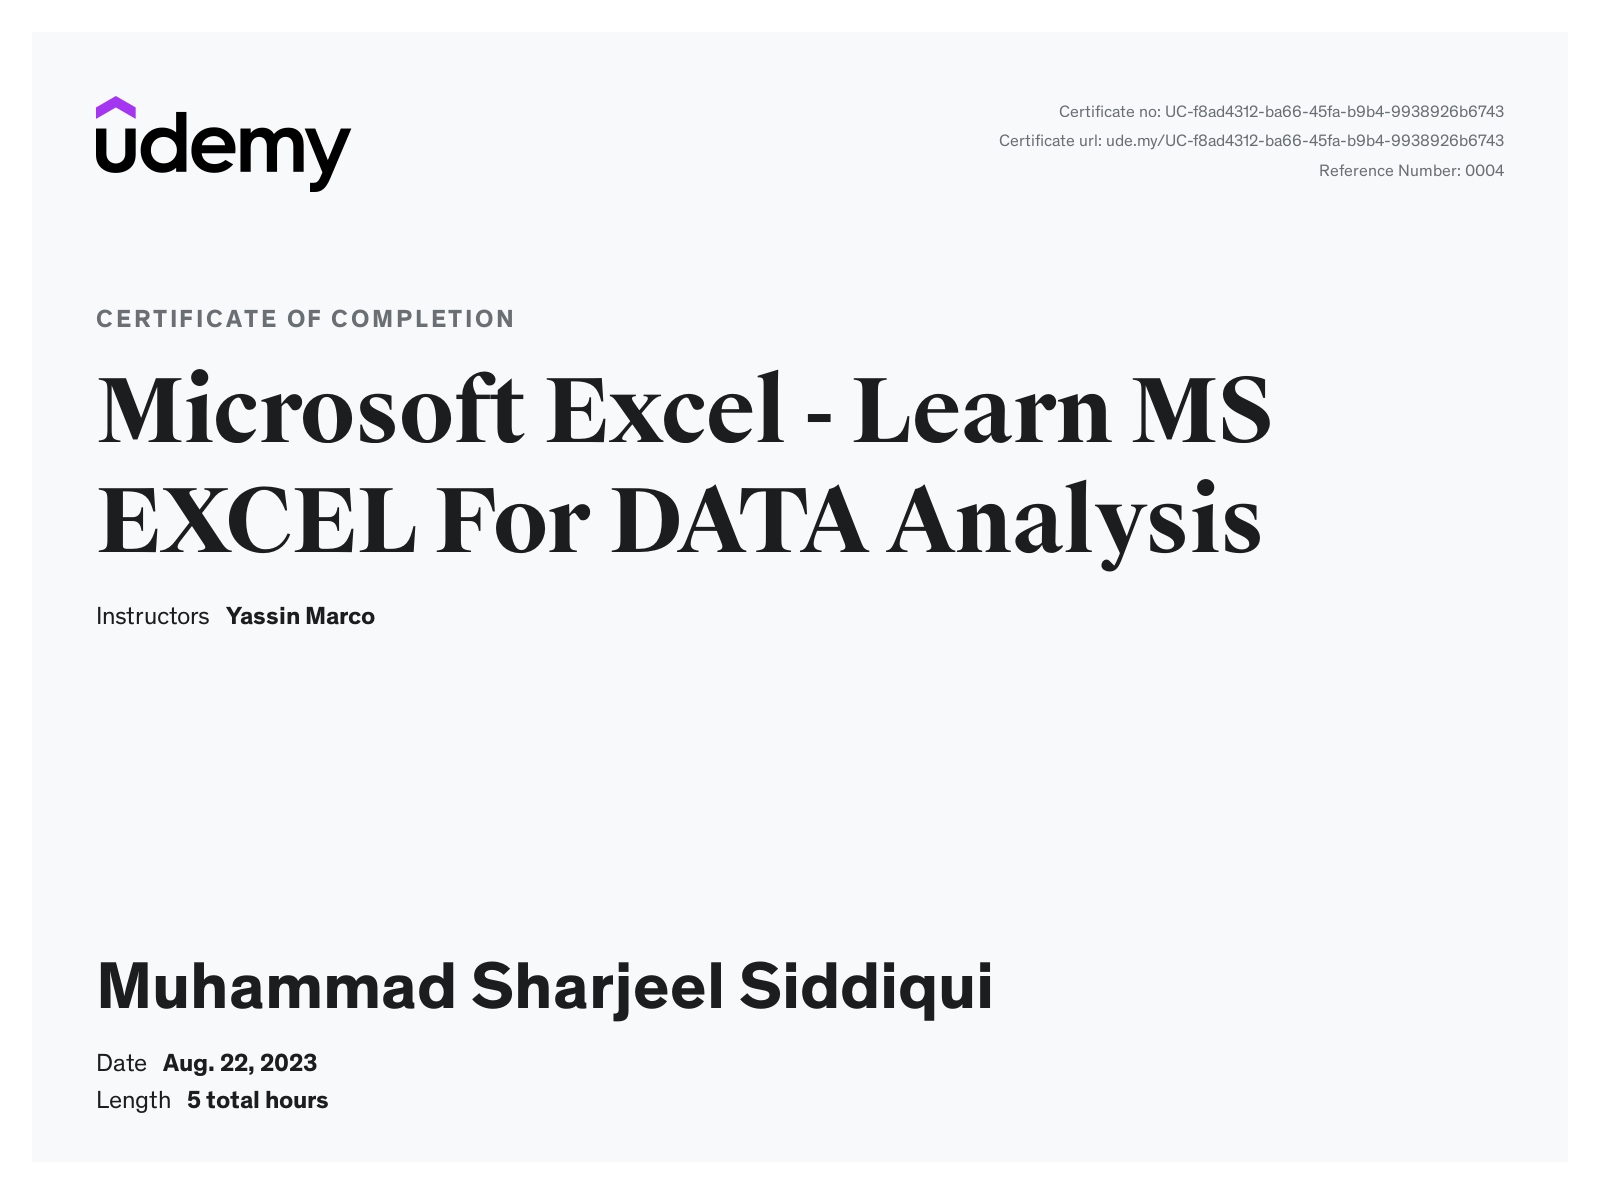 udemy
Certificate no: UC-f8ad4312-ba66-45fa-b9b4-9938926b6743
Certificate url: ude.my/UC-f8ad4312-ba66-45fa-b9b4-9938926b6743
Reference Number: 0004
CERTIFICATE OF COMPLETION
Microsoft Excel - Learn MS
EXCEL For DATA Analysis
Instructors Yassin Marco
Muhammad Sharjeel Siddiqui
Date Aug. 22, 2023
Length 5 total hours